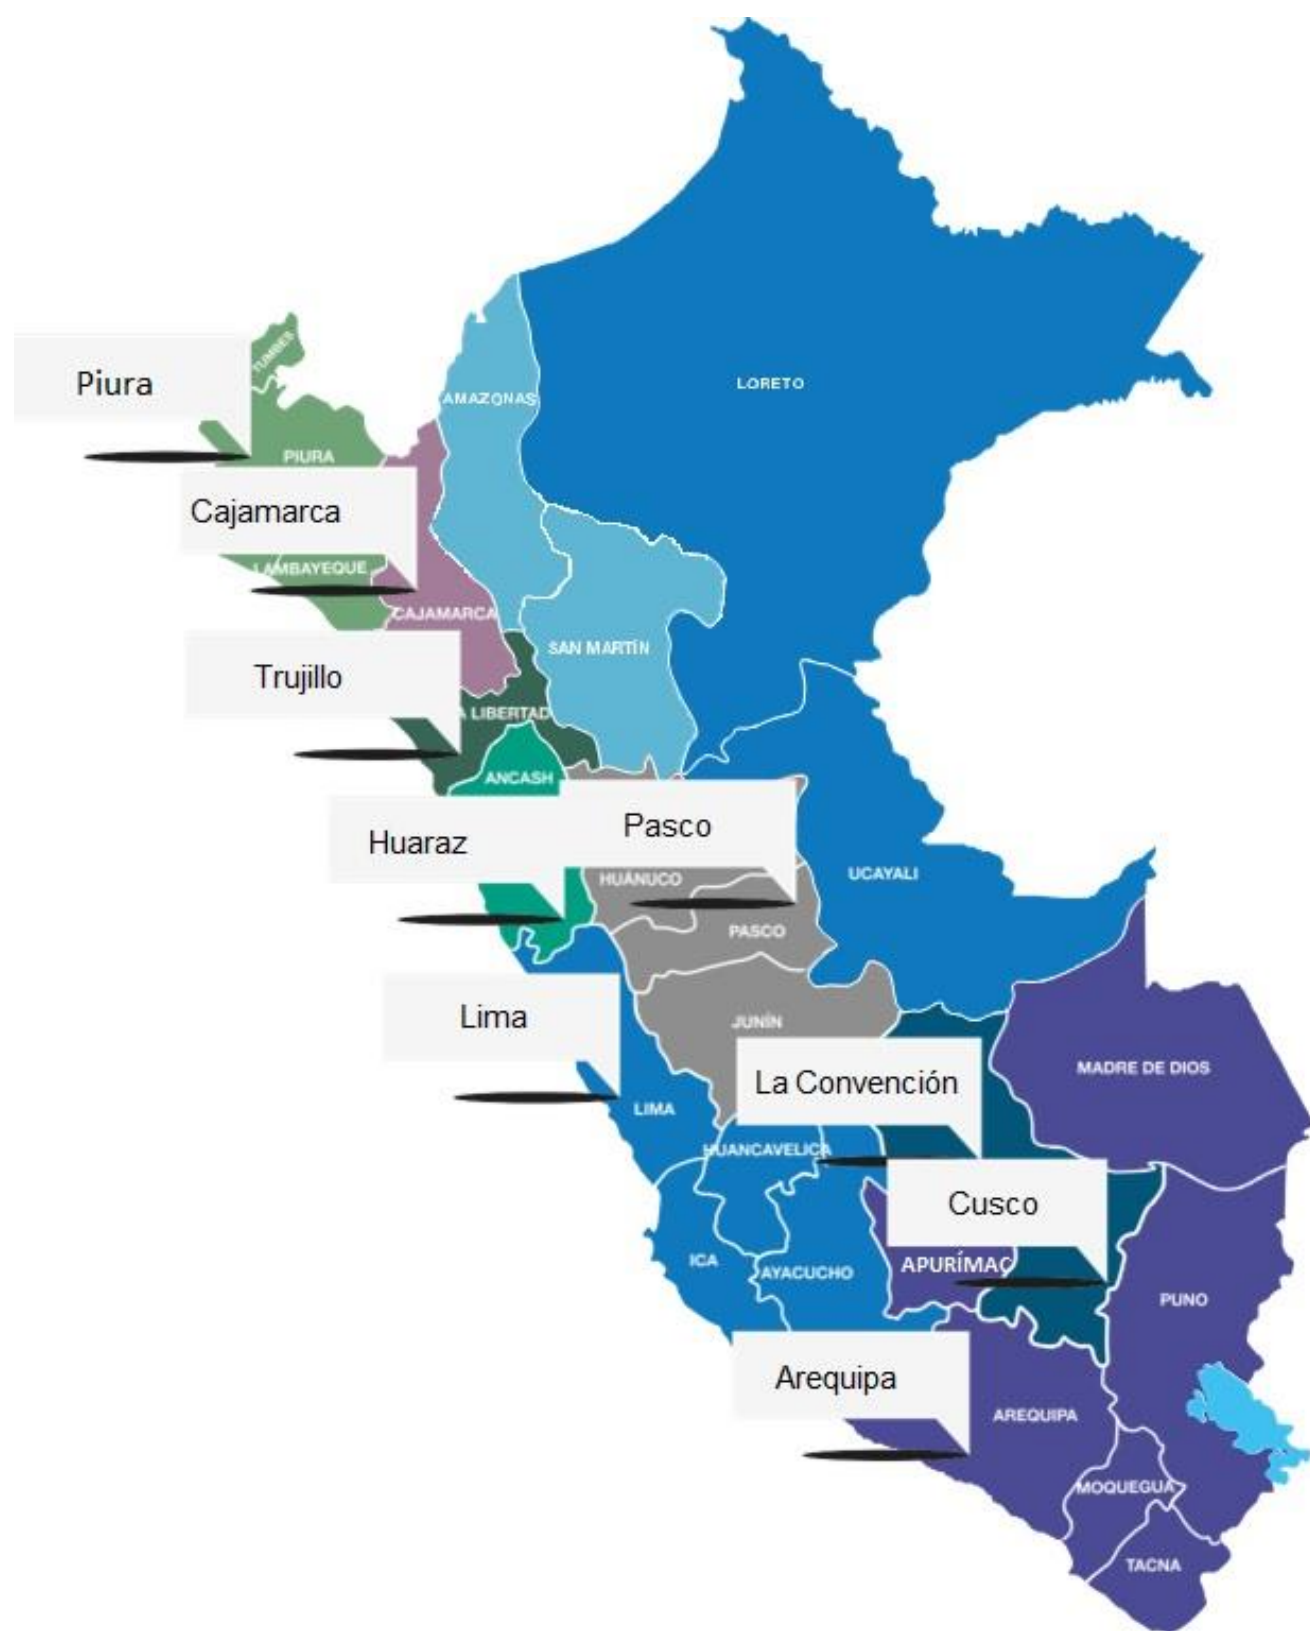 TUMBES
Piura
LORETO
AMAZONAS
PIURA
Cajamarca
LAMBAYEQUE
CAJAMARCA
SAN MARTÍN
Trujillo
A LIBERTAD
ANCASH
Pasco
Huaraz
UCAYALI
HUÁNUCO
PASCO
Lima
JUNÍN
MADRE DE DIOS
La Convención
LIMA
HUANCAVELICA
Cusco
ICA
AYACUCHO
APURÍMAC
PUNO
Arequipa
AREQUIPA
MOQUEGUA
TACNA